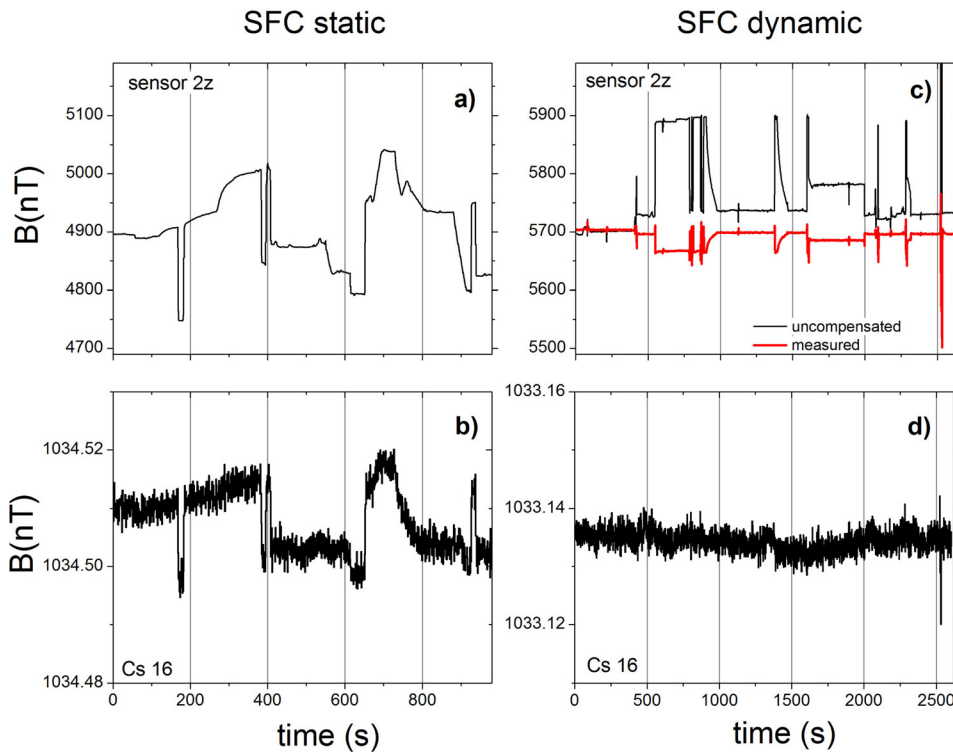 SFC static
SFC dynamic
sensor 2z
a)
5100
5000
4900
4800
4700
B(nT)
sensor 2z
c)
5900
5800
5700
5600
5500
uncompensated
measured
b)
1034.52
1034.50
1034.48
B(nT)
Cs 16
0 200 400 600 800
time (s)
d)
1033.16
1033.14
1033.12
Cs 16
0 500 1000 1500 2000 2500
time (s)